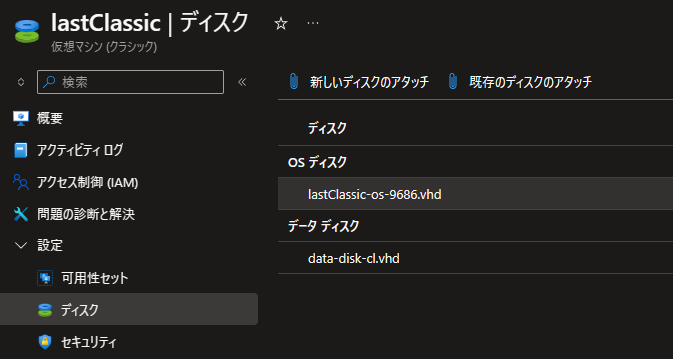 lastClassic | ディスク
仮想マシン (クラシック)
検索
概要
アクティビティ ログ
アクセス制御 (IAM)
問題の診断と解決
設定
可用性セット
ディスク
セキュリティ
新しいディスクのアタッチ 既存のディスクのアタッチ
ディスク
OS ディスク
lastClassic-os-9686.vhd
データ ディスク
data-disk-cl.vhd